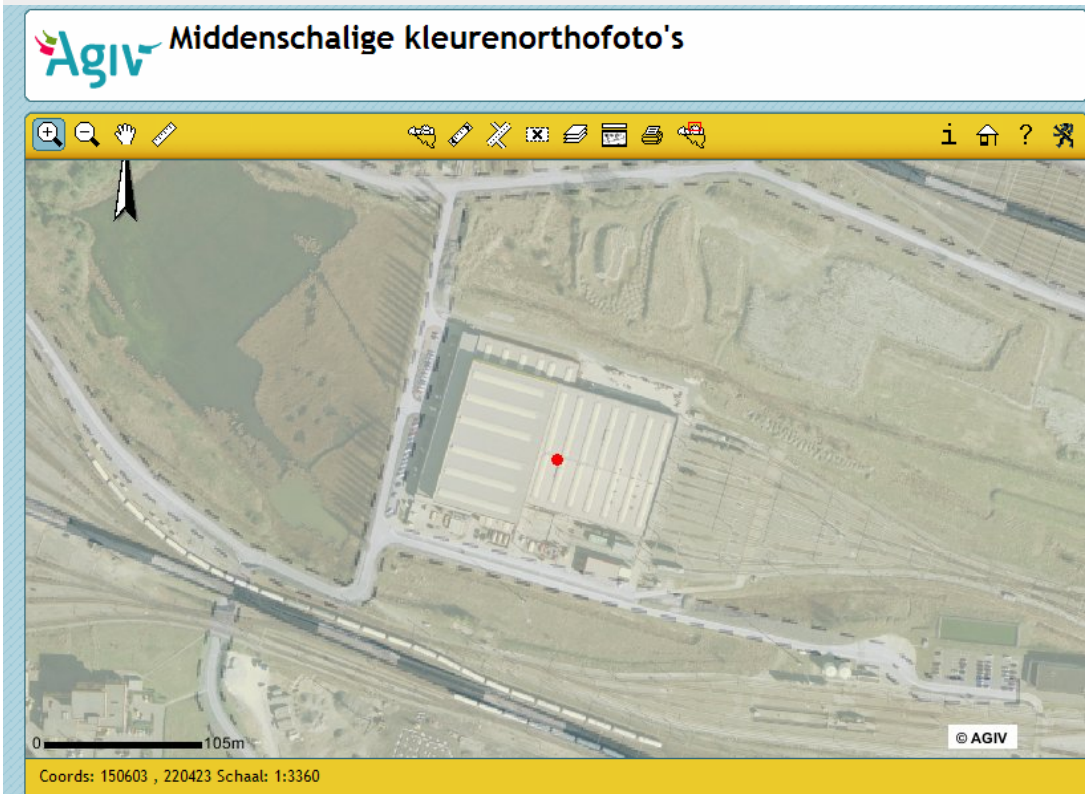 Agiv Middenschalige kleurenorthofoto's
i ?
0 105m
© AGIV
Coords: 150603 , 220423 Schaal: 1:3360